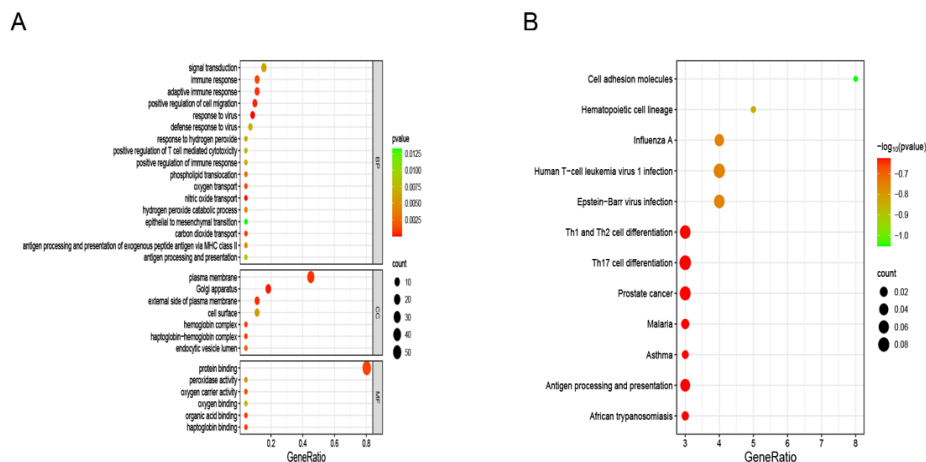 A
signal transduction
immune response
adaptive immune response
positive regulation of cell migration
response to virus
defense response to virus
response to hydrogen peroxide
positive regulation of T cell mediated cytotoxicity
positive regulation of immune response
phospholipid translocation
oxygen transport
nitric oxide transport
hydrogen peroxide catabolic process
epithelial to mesenchymal transition
carbon dioxide transport
antigen processing and presentation of exogenous peptide antigen via MHC class II
antigen processing and presentation
BP
plasma membrane
Golgi apparatus
external side of plasma membrane
cell surface
hemoglobin complex
haptoglobin-hemoglobin complex
endocytic vesicle lumen
CC
protein binding
peroxidase activity
oxygen carrier activity
oxygen binding
organic acid binding
haptoglobin binding
MF
0.2 0.4 0.6 0.8
GeneRatio
pvalue
0.0125
0.0100
0.0075
0.0050
0.0025
count
10
20
30
40
50
B
Cell adhesion molecules
Hematopoietic cell lineage
Influenza A
Human T-cell leukemia virus 1 infection
Epstein-Barr virus infection
Th1 and Th2 cell differentiation
Th17 cell differentiation
Prostate cancer
Malaria
Asthma
Antigen processing and presentation
African trypanosomiasis
3 4 5 6 7 8
GeneRatio
-log10(pvalue)
-0.7
-0.8
-0.9
-1.0
count
0.02
0.04
0.06
0.08